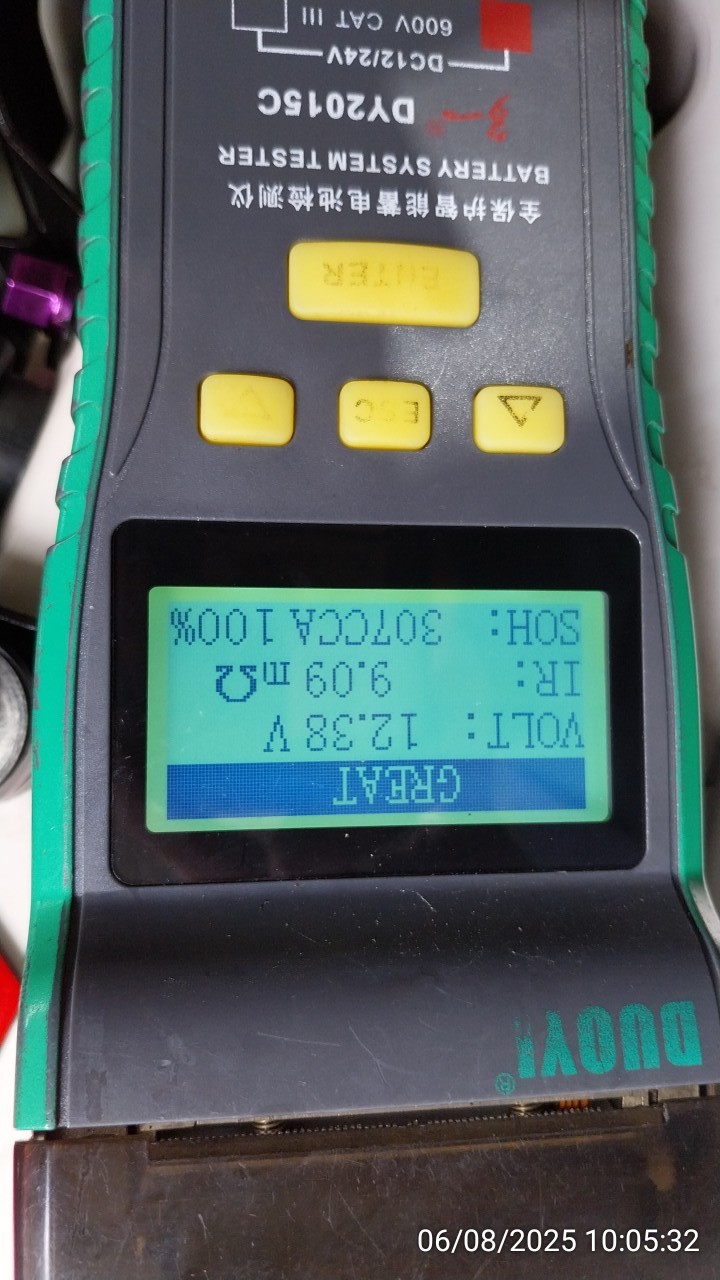 DUOYI®
GREAT
VOLT: 12.38 V
IR: 9.09 mΩ
SOH: 307CCA 100%
ESC
ENTER
全保护智能蓄电池检测仪
BATTERY SYSTEM TESTER
DY2015C
DC12/24V
600V CAT III
06/08/2025 10:05:32